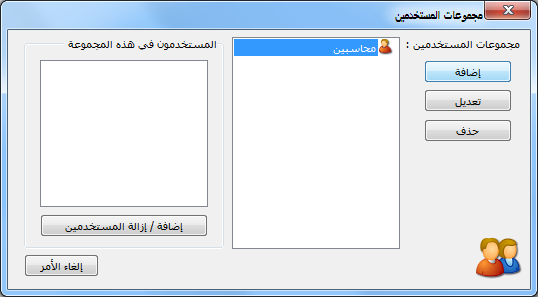 مجموعات المستخدمين
مجموعات المستخدمين :
محاسبين
المستخدمون في هذه المجموعة
إضافة
تعديل
حذف
إضافة / إزالة المستخدمين
إلغاء الأمر